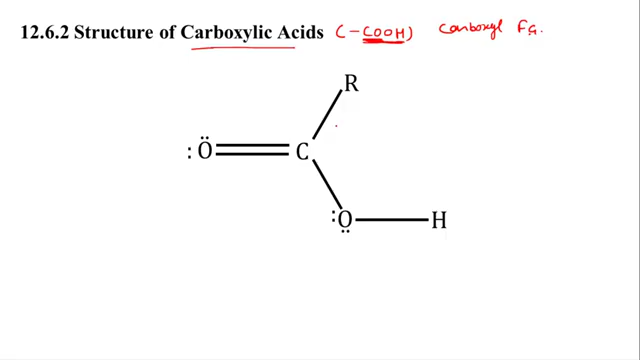 12.6.2 Structure of Carboxylic Acids (C-COOH) Carboxyl FG.
R
:Ö C
:O H